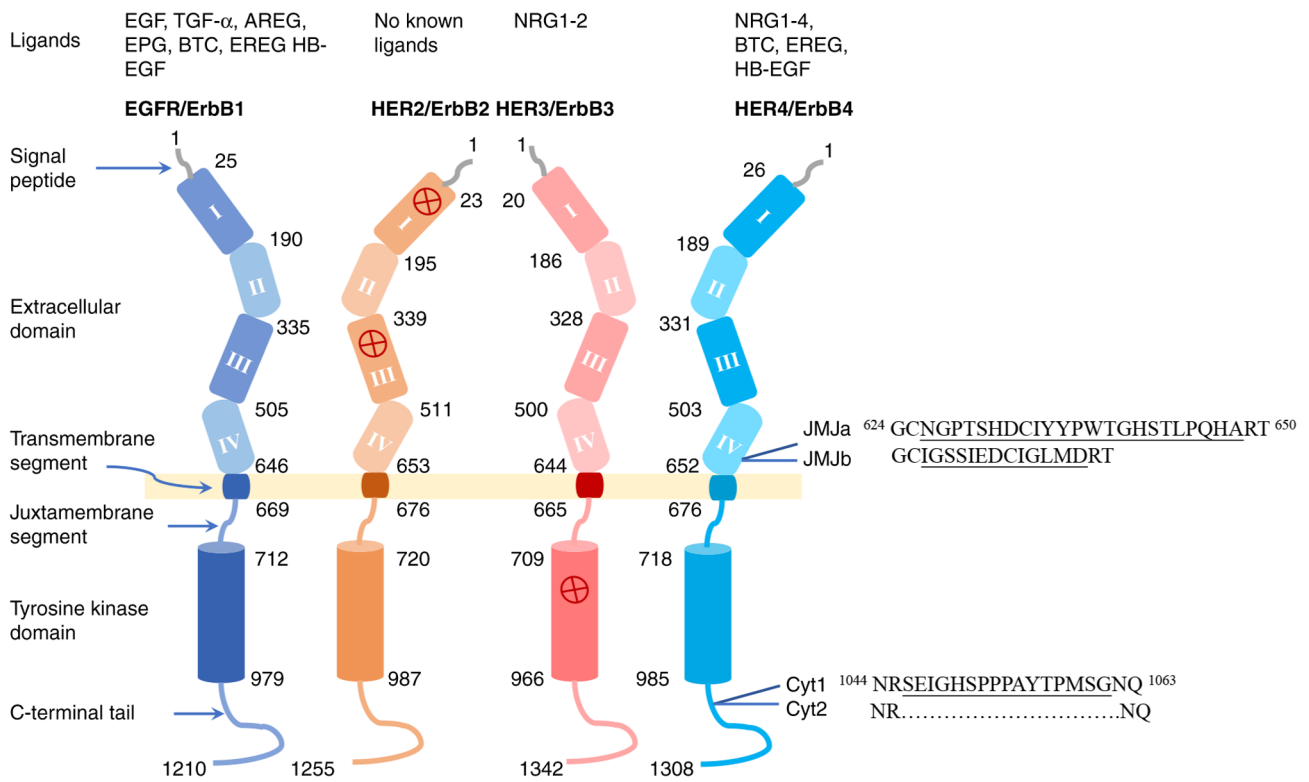 Ligands
EGF, TGF-α, AREG,
EPG, BTC, EREG HB-
EGF
No known
ligands
NRG1-2
NRG1-4,
BTC, EREG,
HB-EGF
EGFR/ErbB1
HER2/ErbB2
HER3/ErbB3
HER4/ErbB4
Signal
peptide
Extracellular
domain
Transmembrane
segment
Juxtamembrane
segment
Tyrosine kinase
domain
C-terminal tail
1
25
I
190
II
335
III
505
IV
646
669
712
979
1210
1
23
I
195
II
339
III
511
IV
653
676
720
987
1255
1
20
I
186
II
328
III
500
IV
644
665
709
966
1342
1
26
I
189
II
331
III
503
IV
652
676
718
985
1308
JMJa 624 GCNGPTSHDCIYYPWTGHSTLPQHART 650
JMJb GCIGSSIEDCIGLMDRT
Cyt1 1044 NRSEIGHSPPPAYTPMSGNQ 1063
Cyt2 NR..............................NQ